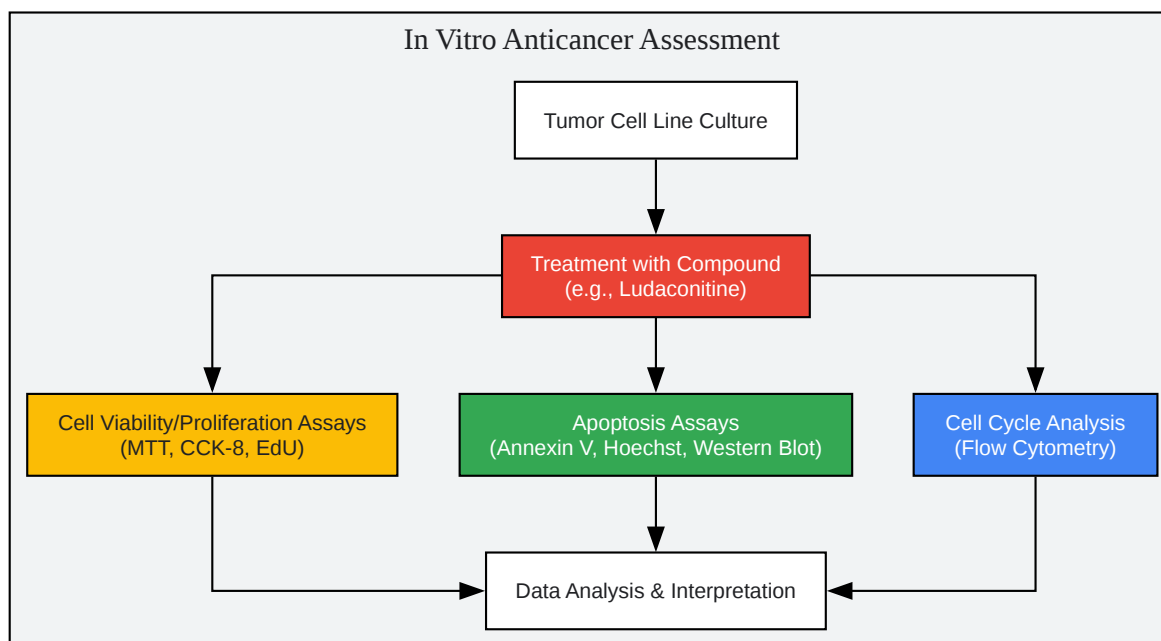 In Vitro Anticancer Assessment
Tumor Cell Line Culture
Treatment with Compound
(e.g., Ludaconitine)
Cell Viability/Proliferation Assays
(MTT, CCK-8, EdU)
Apoptosis Assays
(Annexin V, Hoechst, Western Blot)
Cell Cycle Analysis
(Flow Cytometry)
Data Analysis & Interpretation